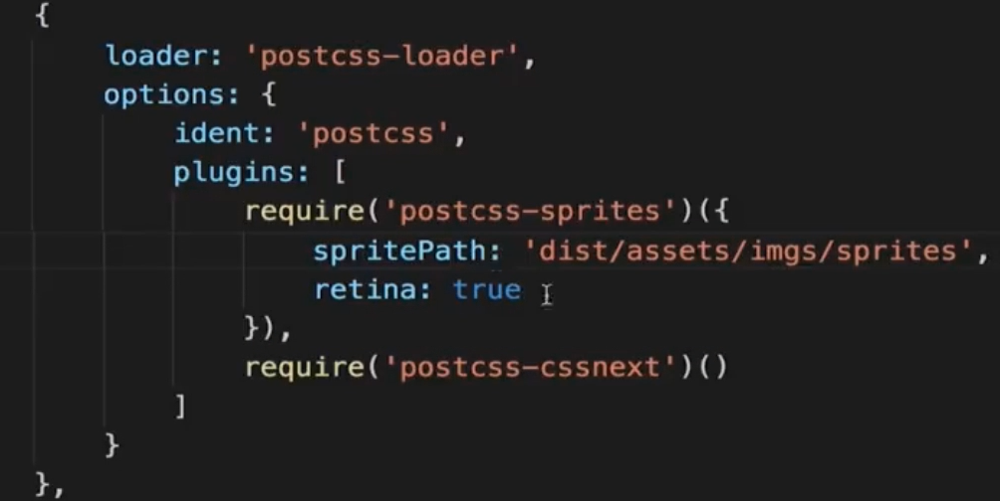 {
loader: 'postcss-loader',
options: {
ident: 'postcss',
plugins: [
require('postcss-sprites')({
spritePath: 'dist/assets/imgs/sprites',
retina: true
}),
require('postcss-cssnext')()
]
}
},